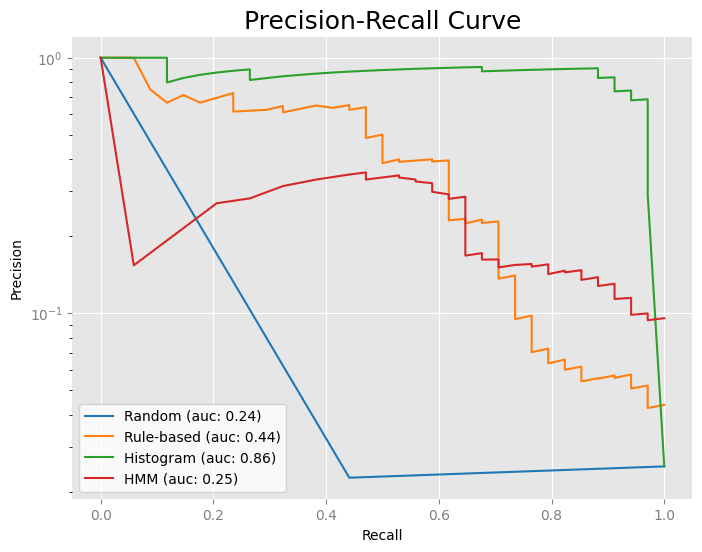 Precision-Recall Curve
Precision
10⁰
10⁻¹
Random (auc: 0.24)
Rule-based (auc: 0.44)
Histogram (auc: 0.86)
HMM (auc: 0.25)
0.0 0.2 0.4 0.6 0.8 1.0
Recall